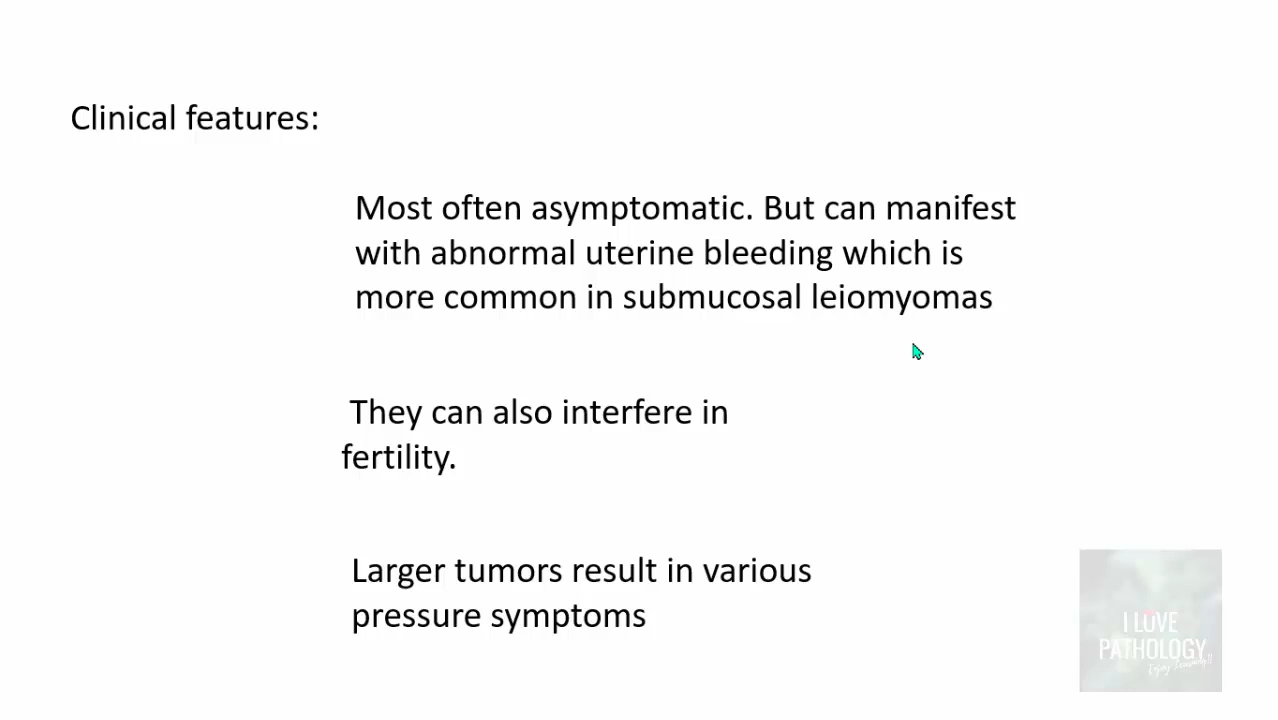 Clinical features:
Most often asymptomatic. But can manifest
with abnormal uterine bleeding which is
more common in submucosal leiomyomas
They can also interfere in
fertility.
Larger tumors result in various
pressure symptoms
I LOVE
PATHOLOGY
Enjoy